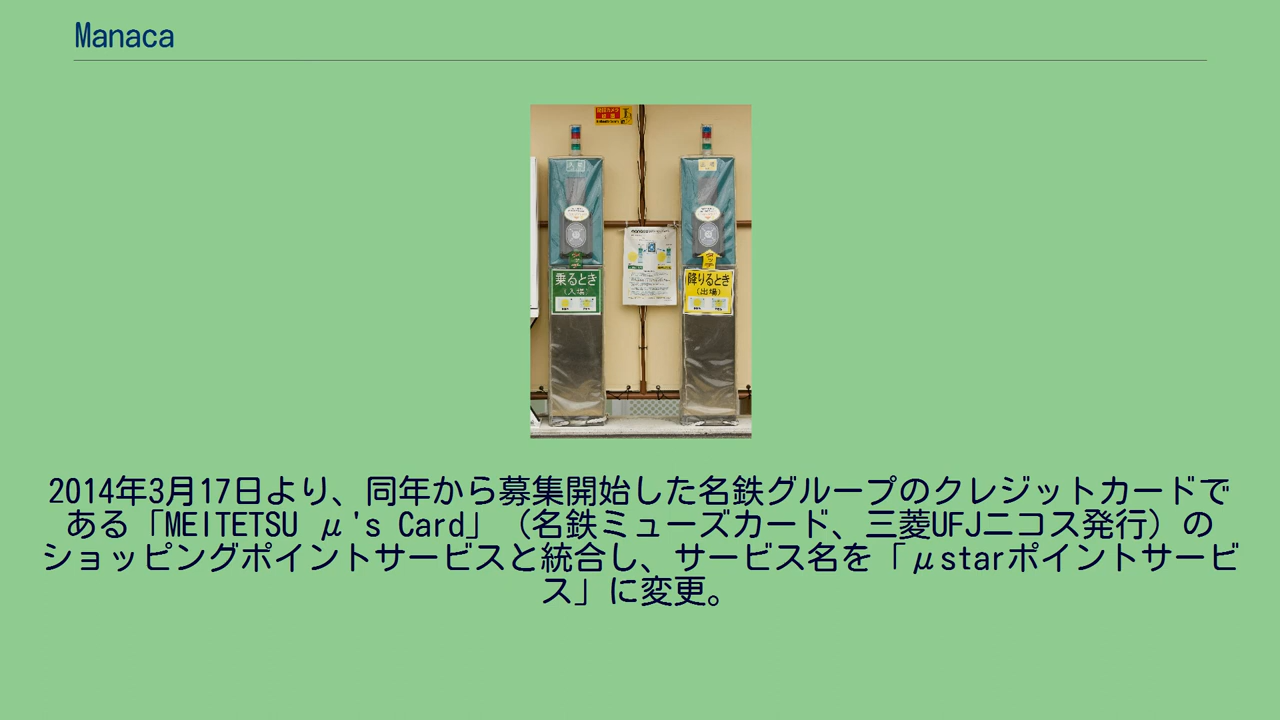 Manaca
乗るとき
(入場)
manaca
降りるとき
(出場)
2014年3月17日より、同年から募集開始した名鉄グループのクレジットカードで
ある「MEITETSU μ's Card」（名鉄ミューズカード、三菱UFJニコス発行）の
ショッピングポイントサービスと統合し、サービス名を「μstarポイントサービ
ス」に変更。